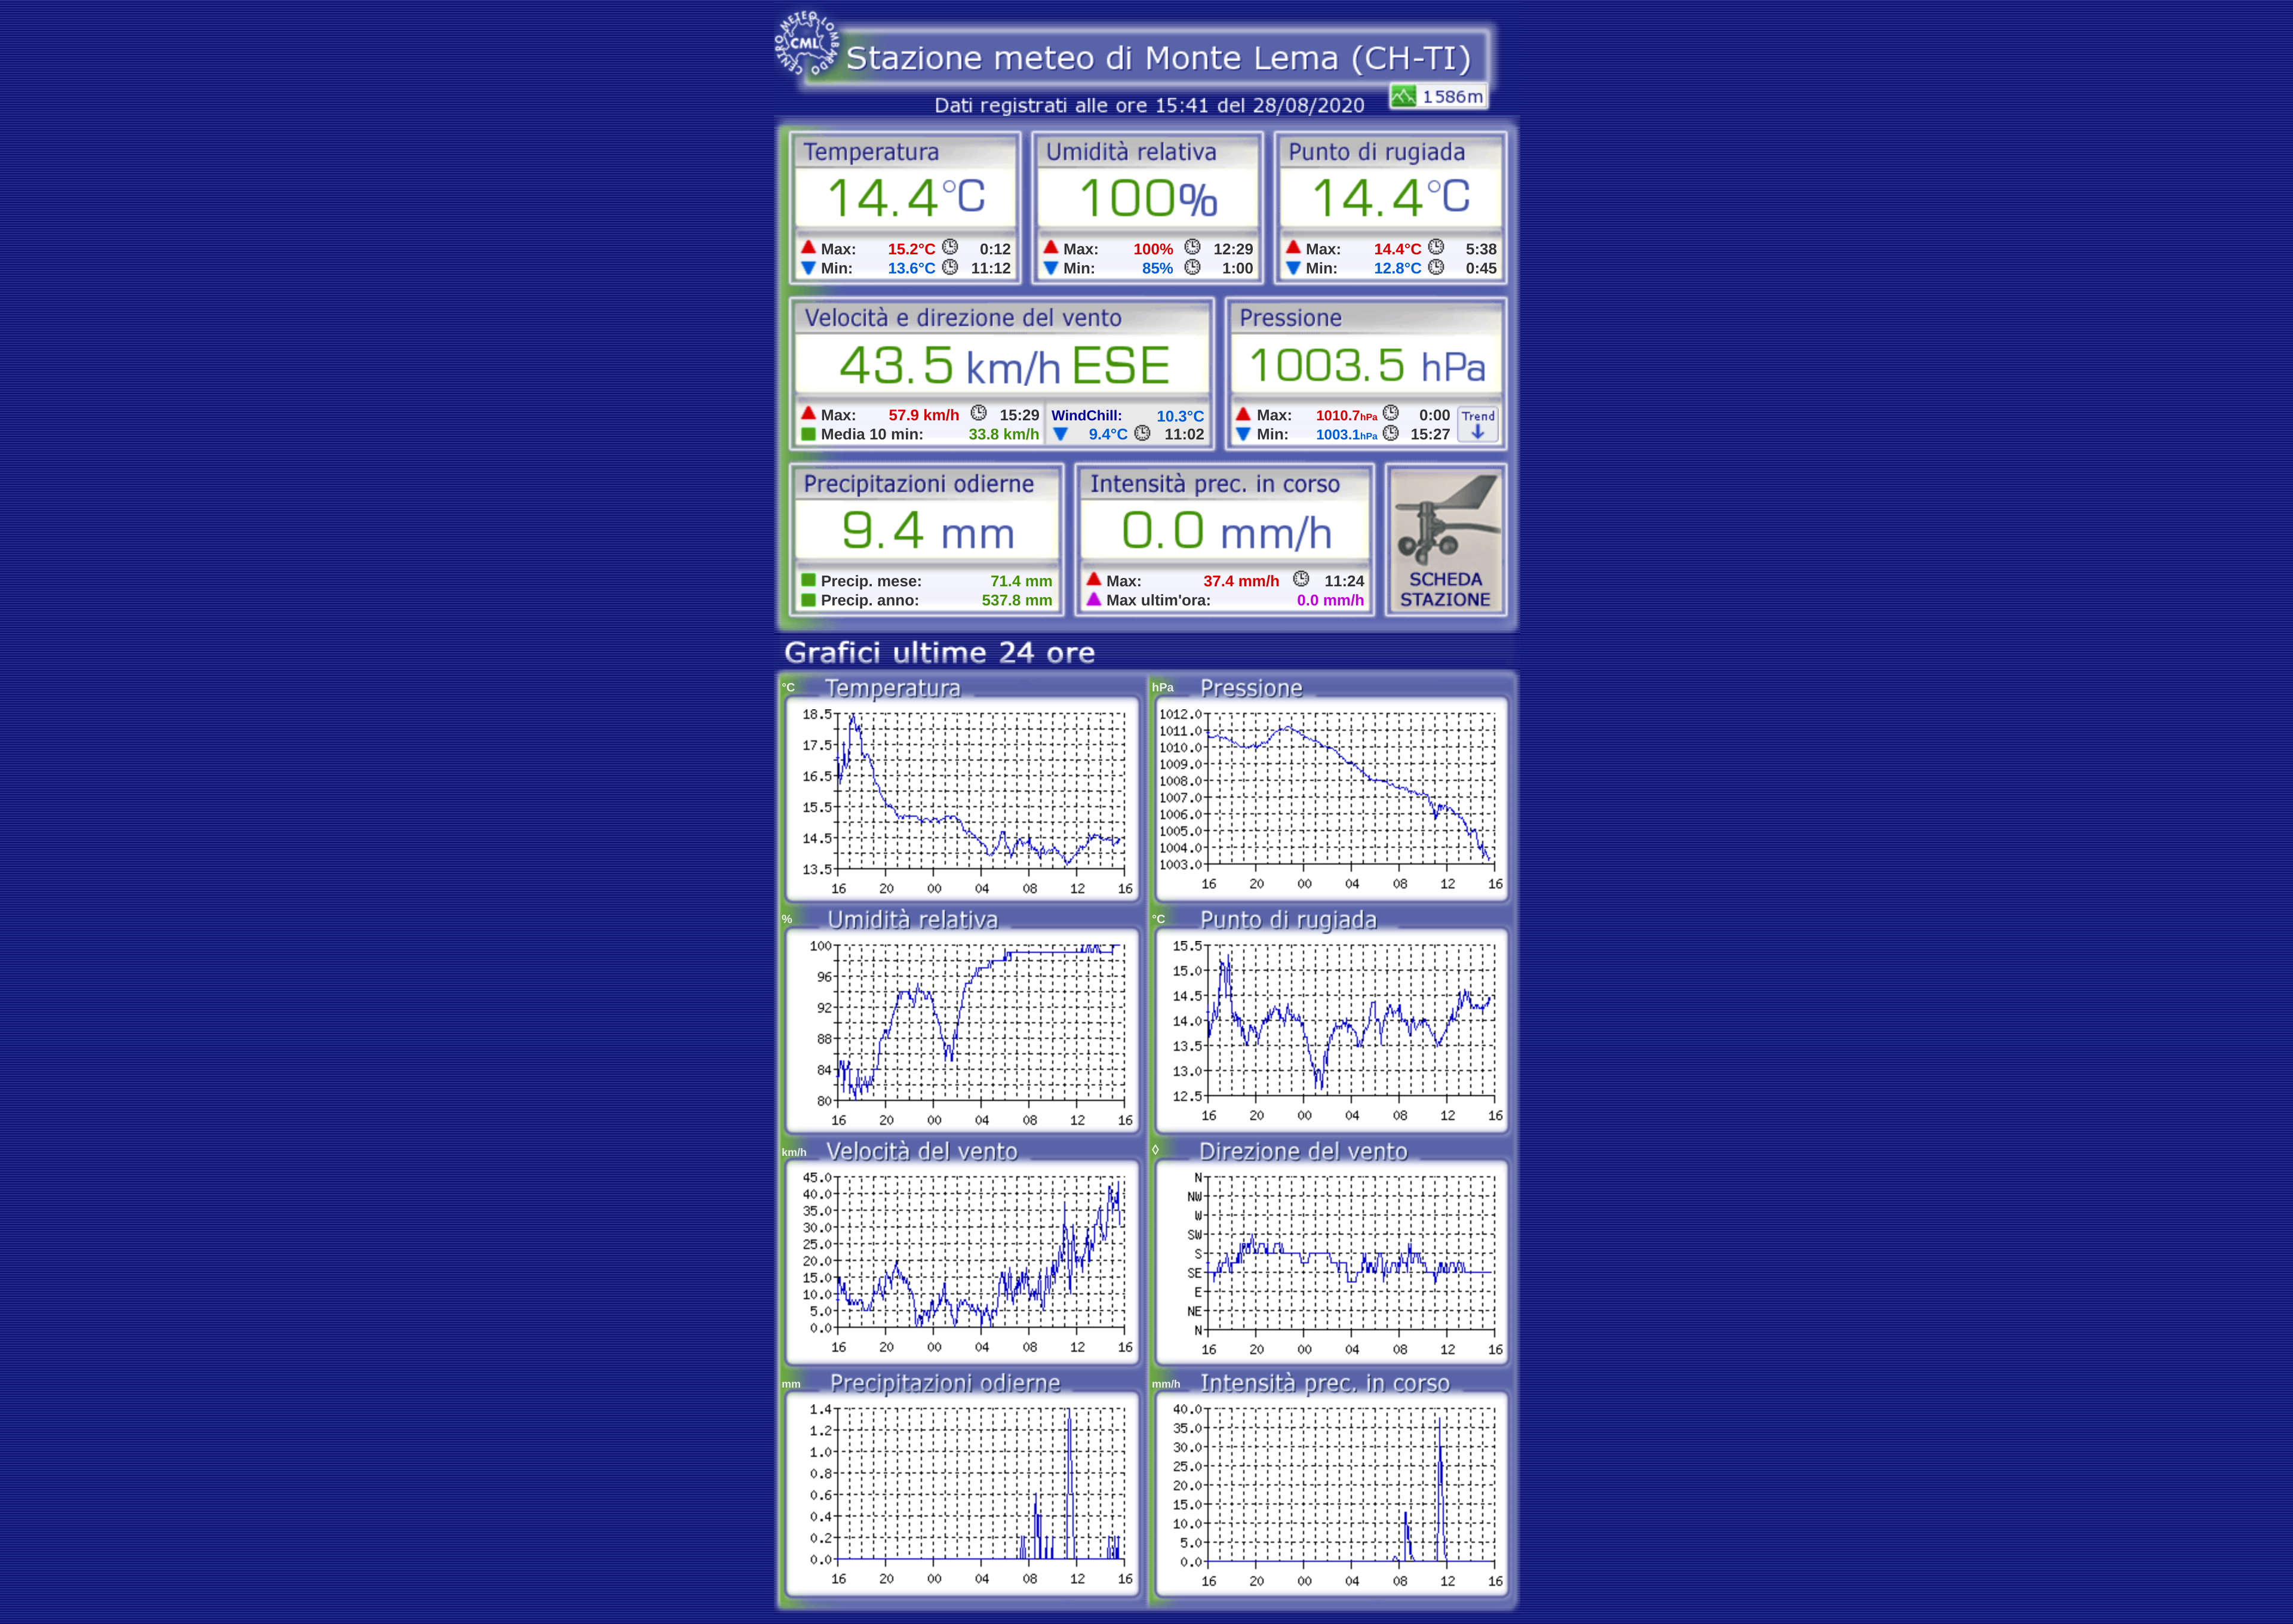 CENTRO METEO LOMBARDO
CML
Stazione meteo di Monte Lema (CH-TI)
Dati registrati alle ore 15:41 del 28/08/2020
1586m
Temperatura
14.4°C
Max: 15.2°C 0:12
Min: 13.6°C 11:12
Umidità relativa
100%
Max: 100% 12:29
Min: 85% 1:00
Punto di rugiada
14.4°C
Max: 14.4°C 5:38
Min: 12.8°C 0:45
Velocità e direzione del vento
43.5 km/h ESE
Max: 57.9 km/h 15:29
Media 10 min: 33.8 km/h
WindChill: 10.3°C
9.4°C 11:02
Pressione
1003.5 hPa
Max: 1010.7hPa 0:00
Min: 1003.1hPa 15:27
Trend
Precipitazioni odierne
9.4 mm
Precip. mese: 71.4 mm
Precip. anno: 537.8 mm
Intensità prec. in corso
0.0 mm/h
Max: 37.4 mm/h 11:24
Max ultim'ora: 0.0 mm/h
SCHEDA
STAZIONE
Grafici ultime 24 ore
°C Temperatura
18.5
17.5
16.5
15.5
14.5
13.5
16 20 00 04 08 12 16
hPa Pressione
1012.0
1011.0
1010.0
1009.0
1008.0
1007.0
1006.0
1005.0
1004.0
1003.0
16 20 00 04 08 12 16
% Umidità relativa
100
96
92
88
84
80
16 20 00 04 08 12 16
°C Punto di rugiada
15.5
15.0
14.5
14.0
13.5
13.0
12.5
16 20 00 04 08 12 16
km/h Velocità del vento
45.0
40.0
35.0
30.0
25.0
20.0
15.0
10.0
5.0
0.0
16 20 00 04 08 12 16
◊ Direzione del vento
N
NW
W
SW
S
SE
E
NE
N
16 20 00 04 08 12 16
mm Precipitazioni odierne
1.4
1.2
1.0
0.8
0.6
0.4
0.2
0.0
16 20 00 04 08 12 16
mm/h Intensità prec. in corso
40.0
35.0
30.0
25.0
20.0
15.0
10.0
5.0
0.0
16 20 00 04 08 12 16